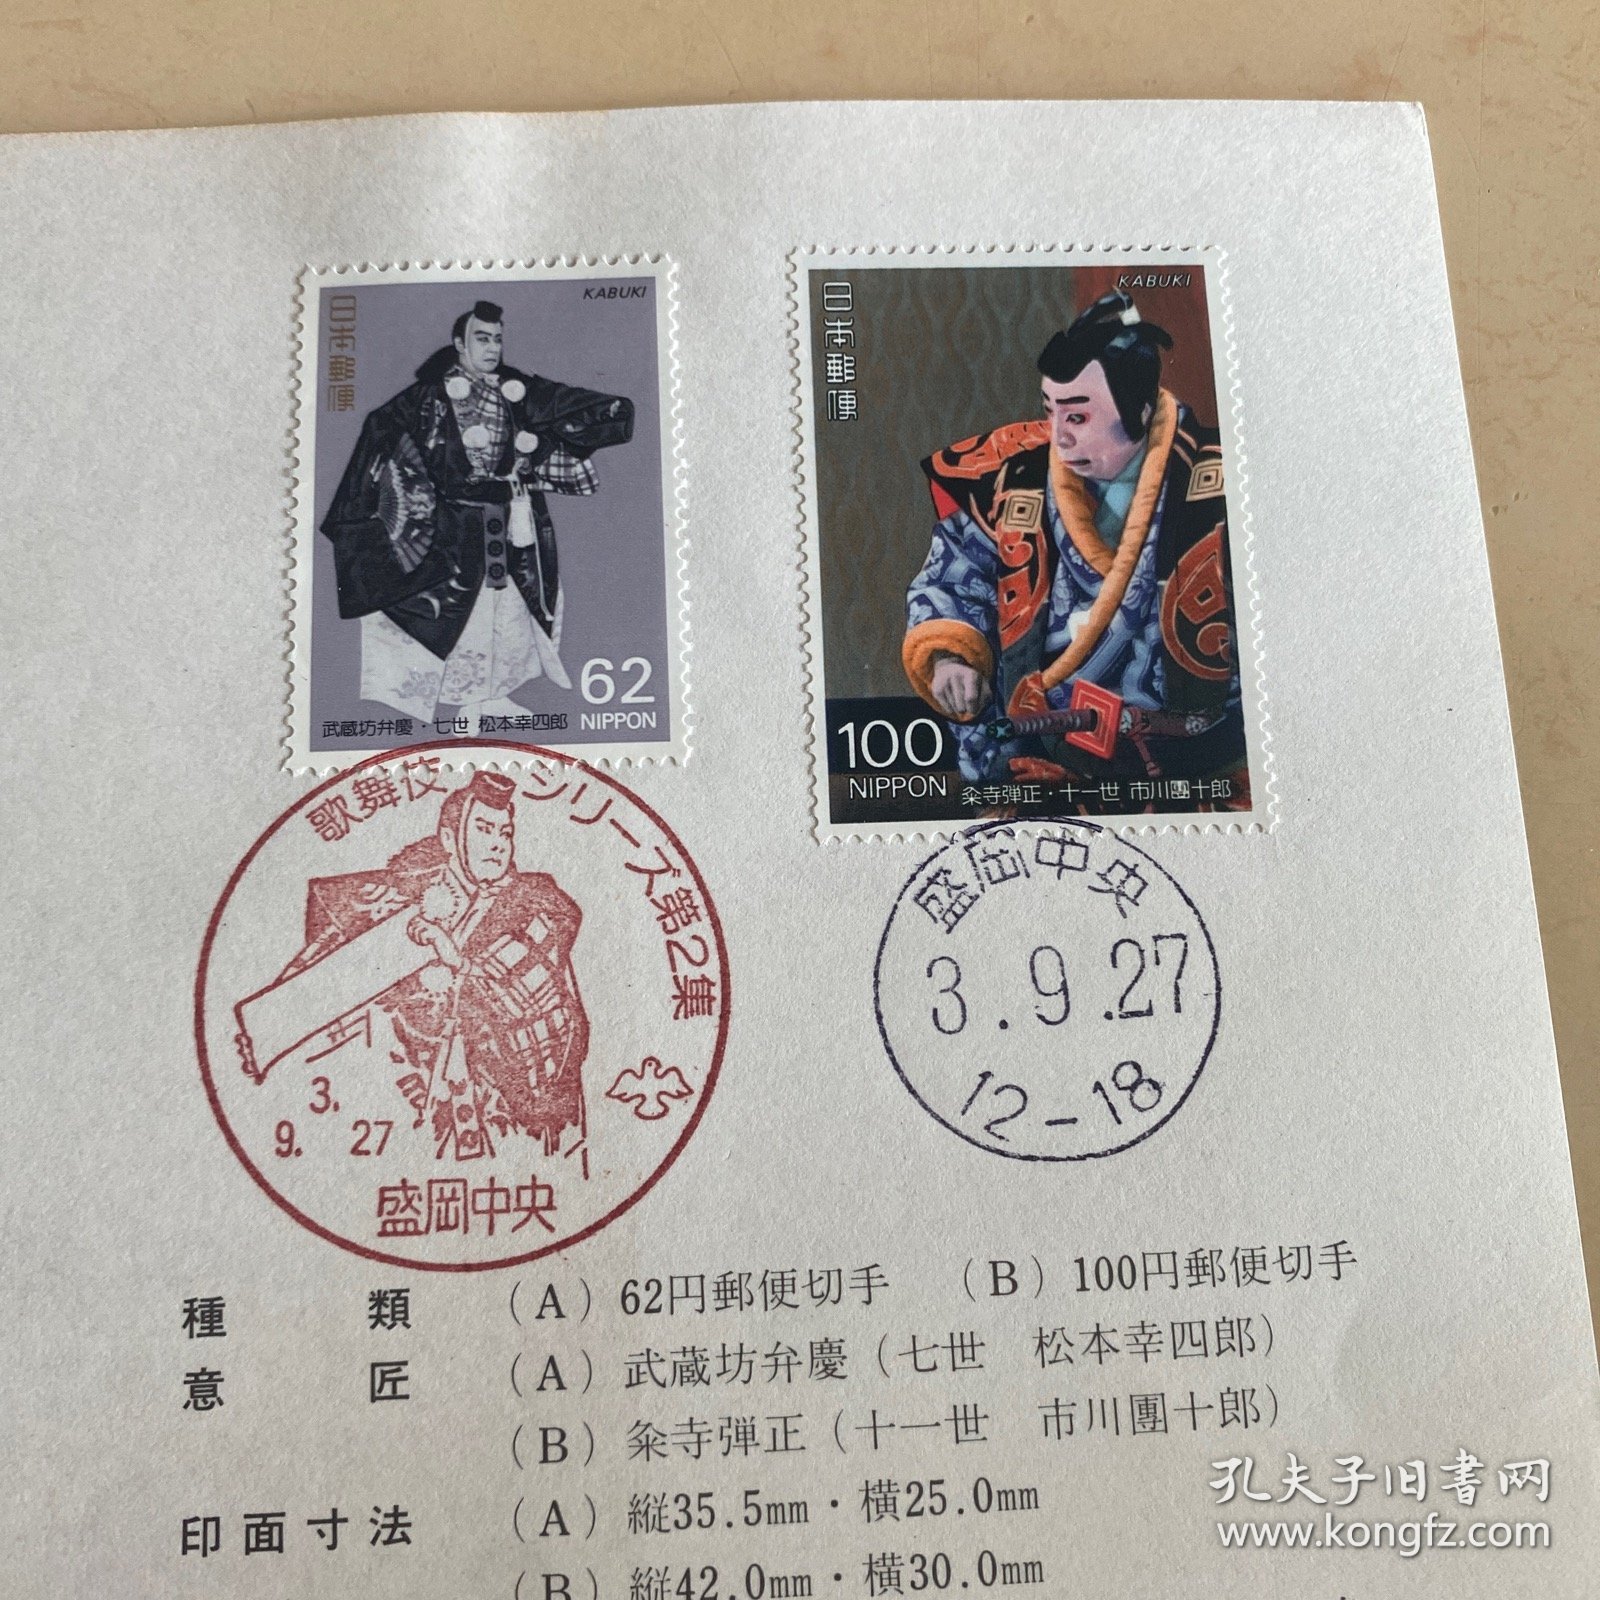 日本郵便
KABUKI
62
NIPPON
武蔵坊弁慶・七世 松本幸四郎
日本郵便
KABUKI
100
NIPPON
粂寺弾正・十一世 市川團十郎
歌舞伎シリーズ第2集
3.
9. 27
盛岡中央
盛岡中央
3.9.27
12-18
種類 (A) 62円郵便切手 (B) 100円郵便切手
意匠 (A) 武蔵坊弁慶(七世 松本幸四郎)
(B) 粂寺弾正(十一世 市川團十郎)
印面寸法 (A) 縦35.5mm・横25.0mm
(B) 縦42.0mm・横30.0mm
孔夫子旧书网
www.kongfz.com